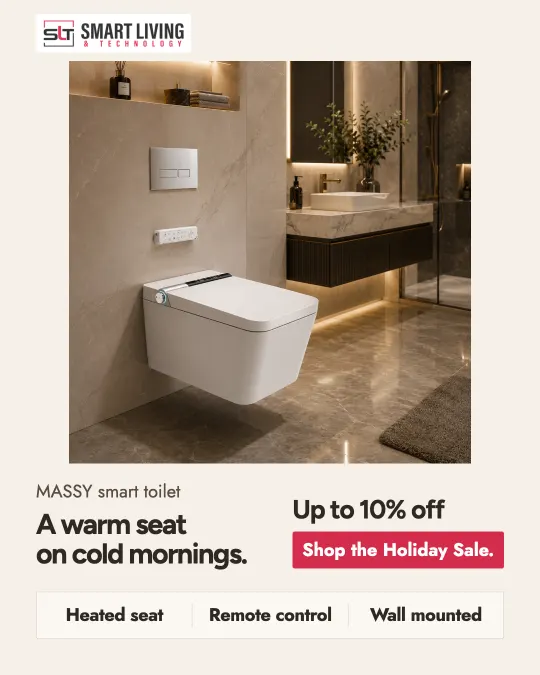 SLT SMART LIVING
& TECHNOLOGY
MASSY smart toilet
A warm seat
on cold mornings.
Up to 10% off
Shop the Holiday Sale.
Heated seat
Remote control
Wall mounted